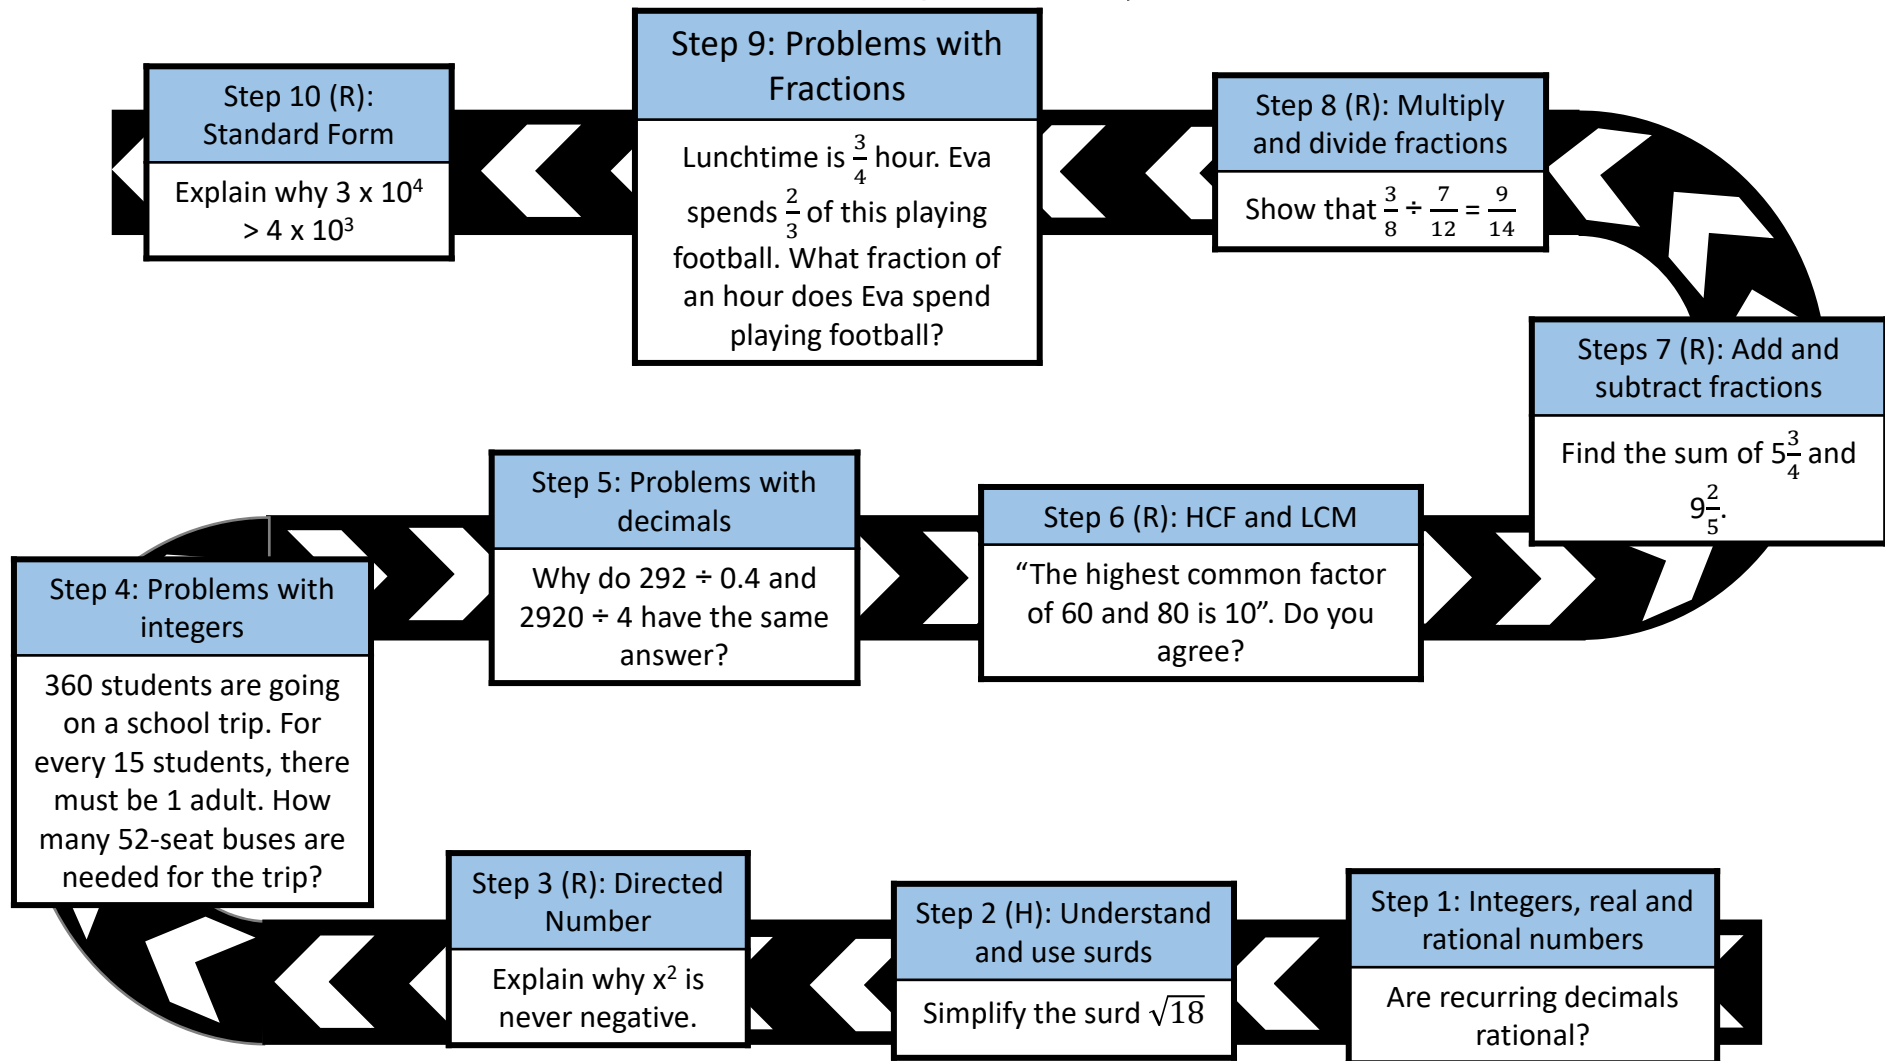 Step 10 (R):
Standard Form
Explain why 3 x 10⁴
> 4 x 10³
Step 9: Problems with
Fractions
Lunchtime is 3/4 hour. Eva
spends 2/3 of this playing
football. What fraction of
an hour does Eva spend
playing football?
Step 8 (R): Multiply
and divide fractions
Show that 3/8 ÷ 7/12 = 9/14
Steps 7 (R): Add and
subtract fractions
Find the sum of 5 3/4 and
9 2/5.
Step 4: Problems with
integers
360 students are going
on a school trip. For
every 15 students, there
must be 1 adult. How
many 52-seat buses are
needed for the trip?
Step 5: Problems with
decimals
Why do 292 ÷ 0.4 and
2920 ÷ 4 have the same
answer?
Step 6 (R): HCF and LCM
“The highest common factor
of 60 and 80 is 10”. Do you
agree?
Step 3 (R): Directed
Number
Explain why x² is
never negative.
Step 2 (H): Understand
and use surds
Simplify the surd √18
Step 1: Integers, real and
rational numbers
Are recurring decimals
rational?